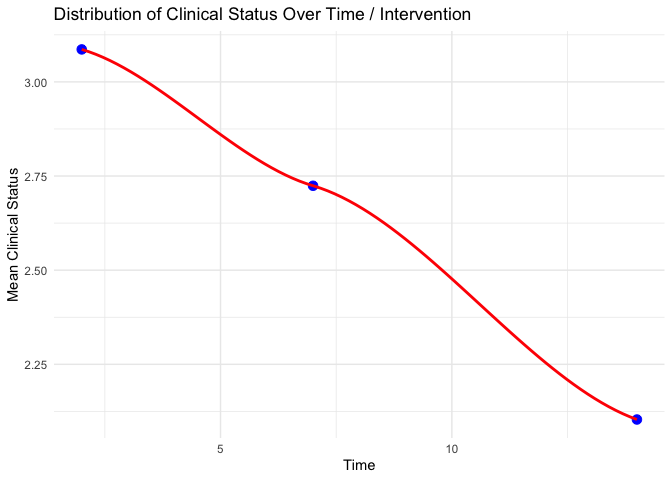 Distribution of Clinical Status Over Time / Intervention
3.00
2.75
2.50
2.25
Mean Clinical Status
5
10
Time